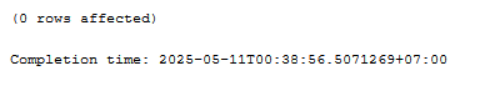 (0 rows affected)
Completion time: 2025-05-11T00:38:56.5071269+07:00